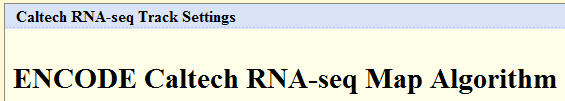 Caltech RNA-seq Track Settings
ENCODE Caltech RNA-seq Map Algorithm